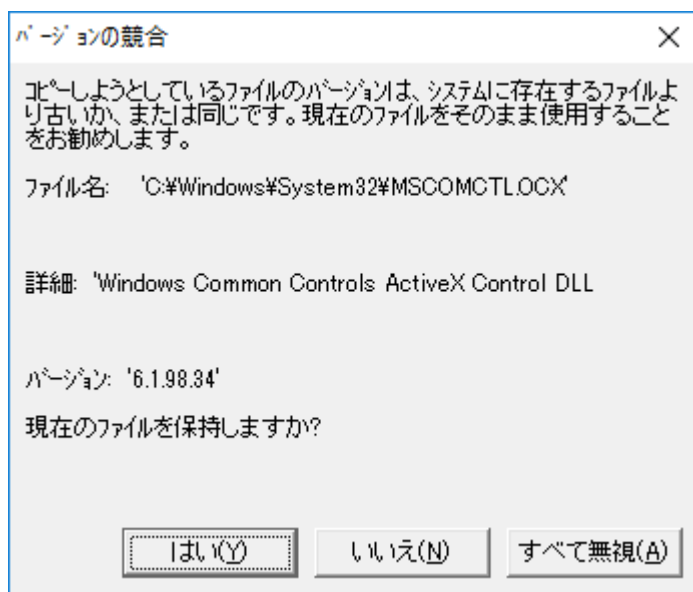 バージョンの競合
コピーしようとしているファイルのバージョンは、システムに存在するファイルよ
り古いか、または同じです。現在のファイルをそのまま使用すること
をお勧めします。
ファイル名: 'C:¥Windows¥System32¥MSCOMCTL.OCX'
詳細: 'Windows Common Controls ActiveX Control DLL
バージョン: '6.1.98.34'
現在のファイルを保持しますか?
はい(Y) いいえ(N) すべて無視(A)